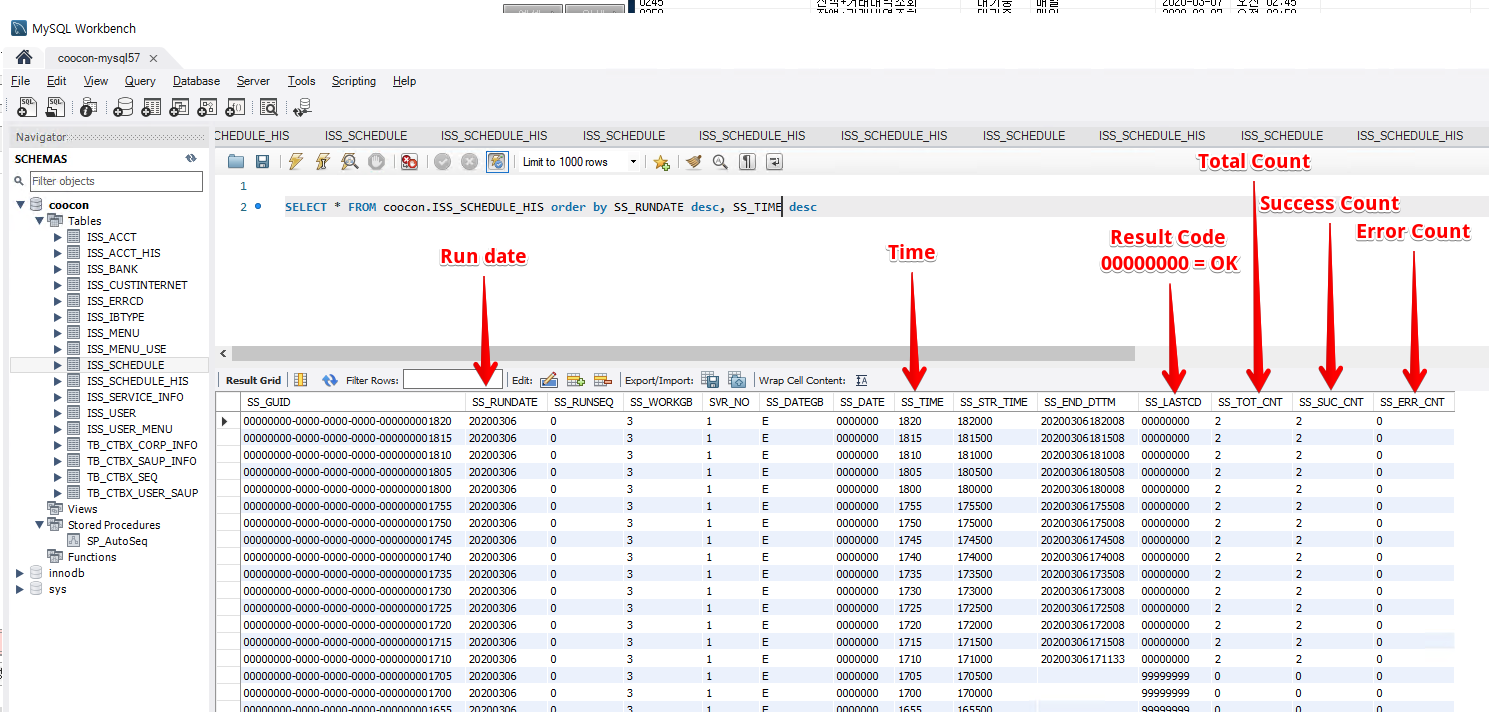 0245 대기중 매일 2020-03-07 오전 02:45
MySQL Workbench
coocon-mysql57
File Edit View Query Database Server Tools Scripting Help
Navigator
CHEDULE_HIS ISS_SCHEDULE ISS_SCHEDULE_HIS ISS_SCHEDULE ISS_SCHEDULE_HIS ISS_SCHEDULE_HIS ISS_SCHEDULE ISS_SCHEDULE_HIS ISS_SCHEDULE ISS_SCHEDULE_HIS
SCHEMAS
Filter objects
coocon
Tables
ISS_ACCT
ISS_ACCT_HIS
ISS_BANK
ISS_CUSTINTERNET
ISS_ERRCD
ISS_IBTYPE
ISS_MENU
ISS_MENU_USE
ISS_SCHEDULE
ISS_SCHEDULE_HIS
ISS_SERVICE_INFO
ISS_USER
ISS_USER_MENU
TB_CTBX_CORP_INFO
TB_CTBX_SAUP_INFO
TB_CTBX_SEQ
TB_CTBX_USER_SAUP
Views
Stored Procedures
SP_AutoSeq
Functions
innodb
sys
Limit to 1000 rows
1
2 SELECT * FROM coocon.ISS_SCHEDULE_HIS order by SS_RUNDATE desc, SS_TIME desc
Run date
Time
Result Code
00000000 = OK
Total Count
Success Count
Error Count
Result Grid Filter Rows: Edit: Export/Import: Wrap Cell Content:
SS_GUID SS_RUNDATE SS_RUNSEQ SS_WORKGB SVR_NO SS_DATEGB SS_DATE SS_TIME SS_STR_TIME SS_END_DTTM SS_LASTCD SS_TOT_CNT SS_SUC_CNT SS_ERR_CNT
00000000-0000-0000-0000-000000001820 20200306 0 3 1 E 0000000 1820 182000 20200306182008 00000000 2 2 0
00000000-0000-0000-0000-000000001815 20200306 0 3 1 E 0000000 1815 181500 20200306181508 00000000 2 2 0
00000000-0000-0000-0000-000000001810 20200306 0 3 1 E 0000000 1810 181000 20200306181008 00000000 2 2 0
00000000-0000-0000-0000-000000001805 20200306 0 3 1 E 0000000 1805 180500 20200306180508 00000000 2 2 0
00000000-0000-0000-0000-000000001800 20200306 0 3 1 E 0000000 1800 180000 20200306180008 00000000 2 2 0
00000000-0000-0000-0000-000000001755 20200306 0 3 1 E 0000000 1755 175500 20200306175508 00000000 2 2 0
00000000-0000-0000-0000-000000001750 20200306 0 3 1 E 0000000 1750 175000 20200306175008 00000000 2 2 0
00000000-0000-0000-0000-000000001745 20200306 0 3 1 E 0000000 1745 174500 20200306174508 00000000 2 2 0
00000000-0000-0000-0000-000000001740 20200306 0 3 1 E 0000000 1740 174000 20200306174008 00000000 2 2 0
00000000-0000-0000-0000-000000001735 20200306 0 3 1 E 0000000 1735 173500 20200306173508 00000000 2 2 0
00000000-0000-0000-0000-000000001730 20200306 0 3 1 E 0000000 1730 173000 20200306173008 00000000 2 2 0
00000000-0000-0000-0000-000000001725 20200306 0 3 1 E 0000000 1725 172500 20200306172508 00000000 2 2 0
00000000-0000-0000-0000-000000001720 20200306 0 3 1 E 0000000 1720 172000 20200306172008 00000000 2 2 0
00000000-0000-0000-0000-000000001715 20200306 0 3 1 E 0000000 1715 171500 20200306171508 00000000 2 2 0
00000000-0000-0000-0000-000000001710 20200306 0 3 1 E 0000000 1710 171000 20200306171133 00000000 2 2 0
00000000-0000-0000-0000-000000001705 20200306 0 3 1 E 0000000 1705 170500 99999999 0 0 0
00000000-0000-0000-0000-000000001700 20200306 0 3 1 E 0000000 1700 170000 99999999 0 0 0
00000000-0000-0000-0000-000000001655 20200306 0 3 1 E 0000000 1655 165500 99999999 0 0 0